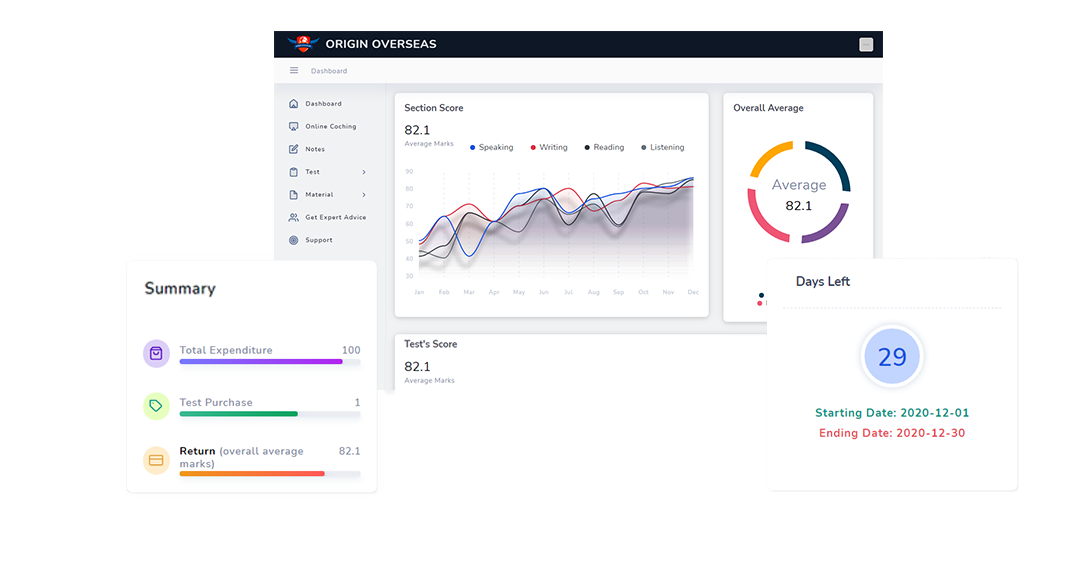 ORIGIN OVERSEAS
Dashboard
Dashboard
Online Coching
Notes
Test
Material
Get Expert Advice
Support
Section Score
82.1
Average Marks
Speaking
Writing
Reading
Listening
90
80
70
60
50
40
30
Jan
Feb
Mar
Apr
May
Jun
Jul
Aug
Sep
Oct
Nov
Dec
Overall Average
Average
82.1
Test's Score
82.1
Average Marks
Summary
Total Expenditure 100
Test Purchase 1
Return (overall average 82.1
marks)
Days Left
29
Starting Date: 2020-12-01
Ending Date: 2020-12-30